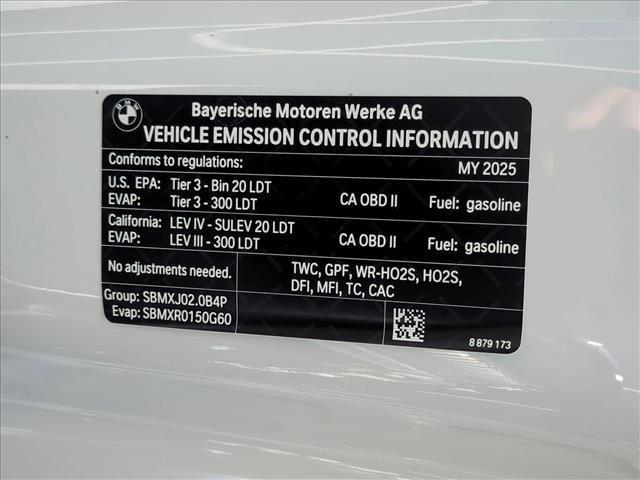 BMW
Bayerische Motoren Werke AG
VEHICLE EMISSION CONTROL INFORMATION
Conforms to regulations: MY 2025
U.S. EPA: Tier 3 - Bin 20 LDT CA OBD II Fuel: gasoline
EVAP: Tier 3 - 300 LDT
California: LEV IV - SULEV 20 LDT CA OBD II Fuel: gasoline
EVAP: LEV III - 300 LDT
No adjustments needed. TWC, GPF, WR-HO2S, HO2S,
DFI, MFI, TC, CAC
Group: SBMXJ02.0B4P
Evap: SBMXR0150G60
8 879 173